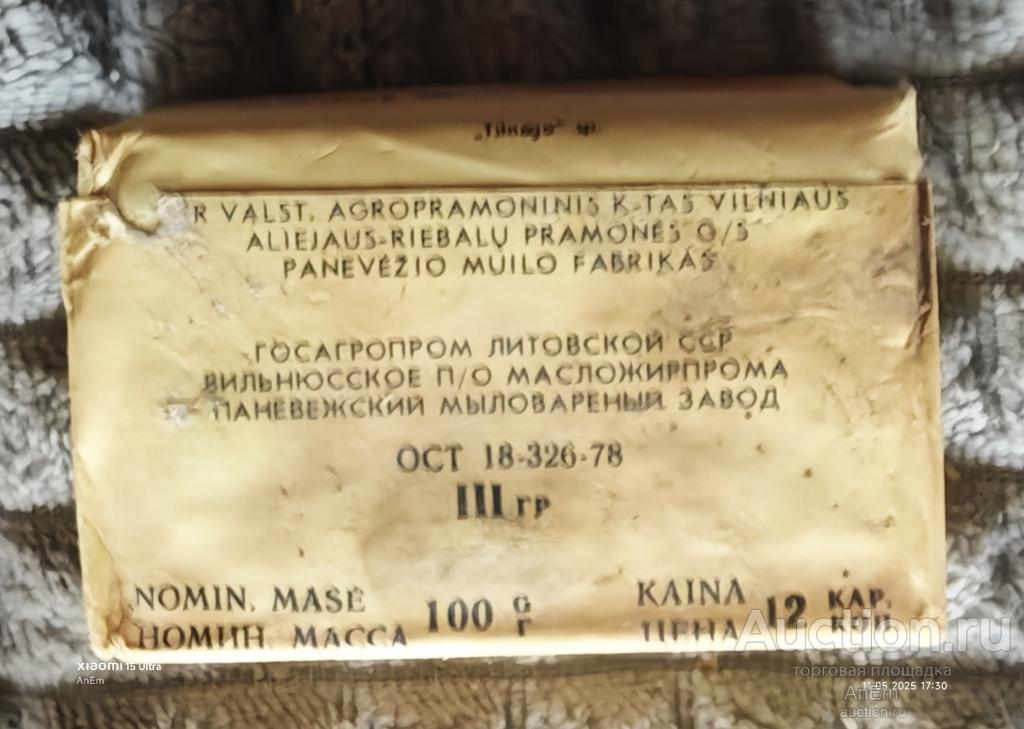 R VALST. AGROPRAMONINIS K-TAS VILNIAUS
ALIEJAUS-RIEBALŲ PRAMONĖS G/S
PANEVĖŽIO MUILO FABRIKAS
ГОСАГРОПРОМ ЛИТОВСКОЙ ССР
ВИЛЬНЮССКОЕ П/О МАСЛОЖИРПРОМА
ПАНЕВЕЖСКИЙ МЫЛОВАРЕНЫЙ ЗАВОД
ОСТ 18-326-78
III гр
NOMIN. MASĖ 100 G KAINA 12 KAP.
НОМИН. МАССА Г ЦЕНА КОП.
Auction.ru
торговая площадка
XIAOMI 15 Ultra
AnEm
11.05.2025 17:30
AnEm
auction.ru